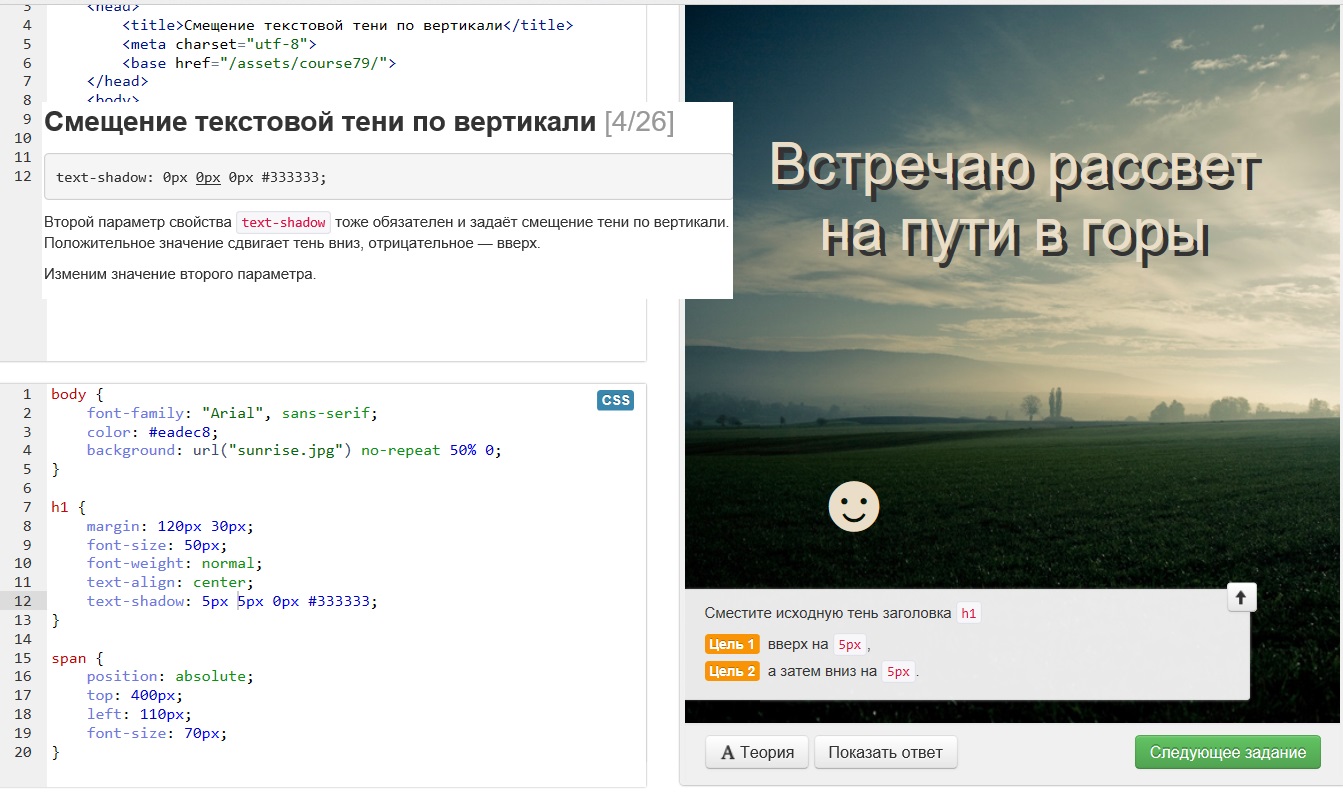 3 <head>
4 <title>Смещение текстовой тени по вертикали</title>
5 <meta charset="utf-8">
6 <base href="/assets/course79/">
7 </head>
8 <body>
9
10
11
12
Смещение текстовой тени по вертикали [4/26]
text-shadow: 0px 0px 0px #333333;
Второй параметр свойства text-shadow тоже обязателен и задаёт смещение тени по вертикали.
Положительное значение сдвигает тень вниз, отрицательное — вверх.
Изменим значение второго параметра.
CSS
1 body {
2 font-family: "Arial", sans-serif;
3 color: #eadec8;
4 background: url("sunrise.jpg") no-repeat 50% 0;
5 }
6
7 h1 {
8 margin: 120px 30px;
9 font-size: 50px;
10 font-weight: normal;
11 text-align: center;
12 text-shadow: 5px 5px 0px #333333;
13 }
14
15 span {
16 position: absolute;
17 top: 400px;
18 left: 110px;
19 font-size: 70px;
20 }
Встречаю рассвет
на пути в горы
Сместите исходную тень заголовка h1
Цель 1 вверх на 5px,
Цель 2 а затем вниз на 5px.
A Теория
Показать ответ
Следующее задание